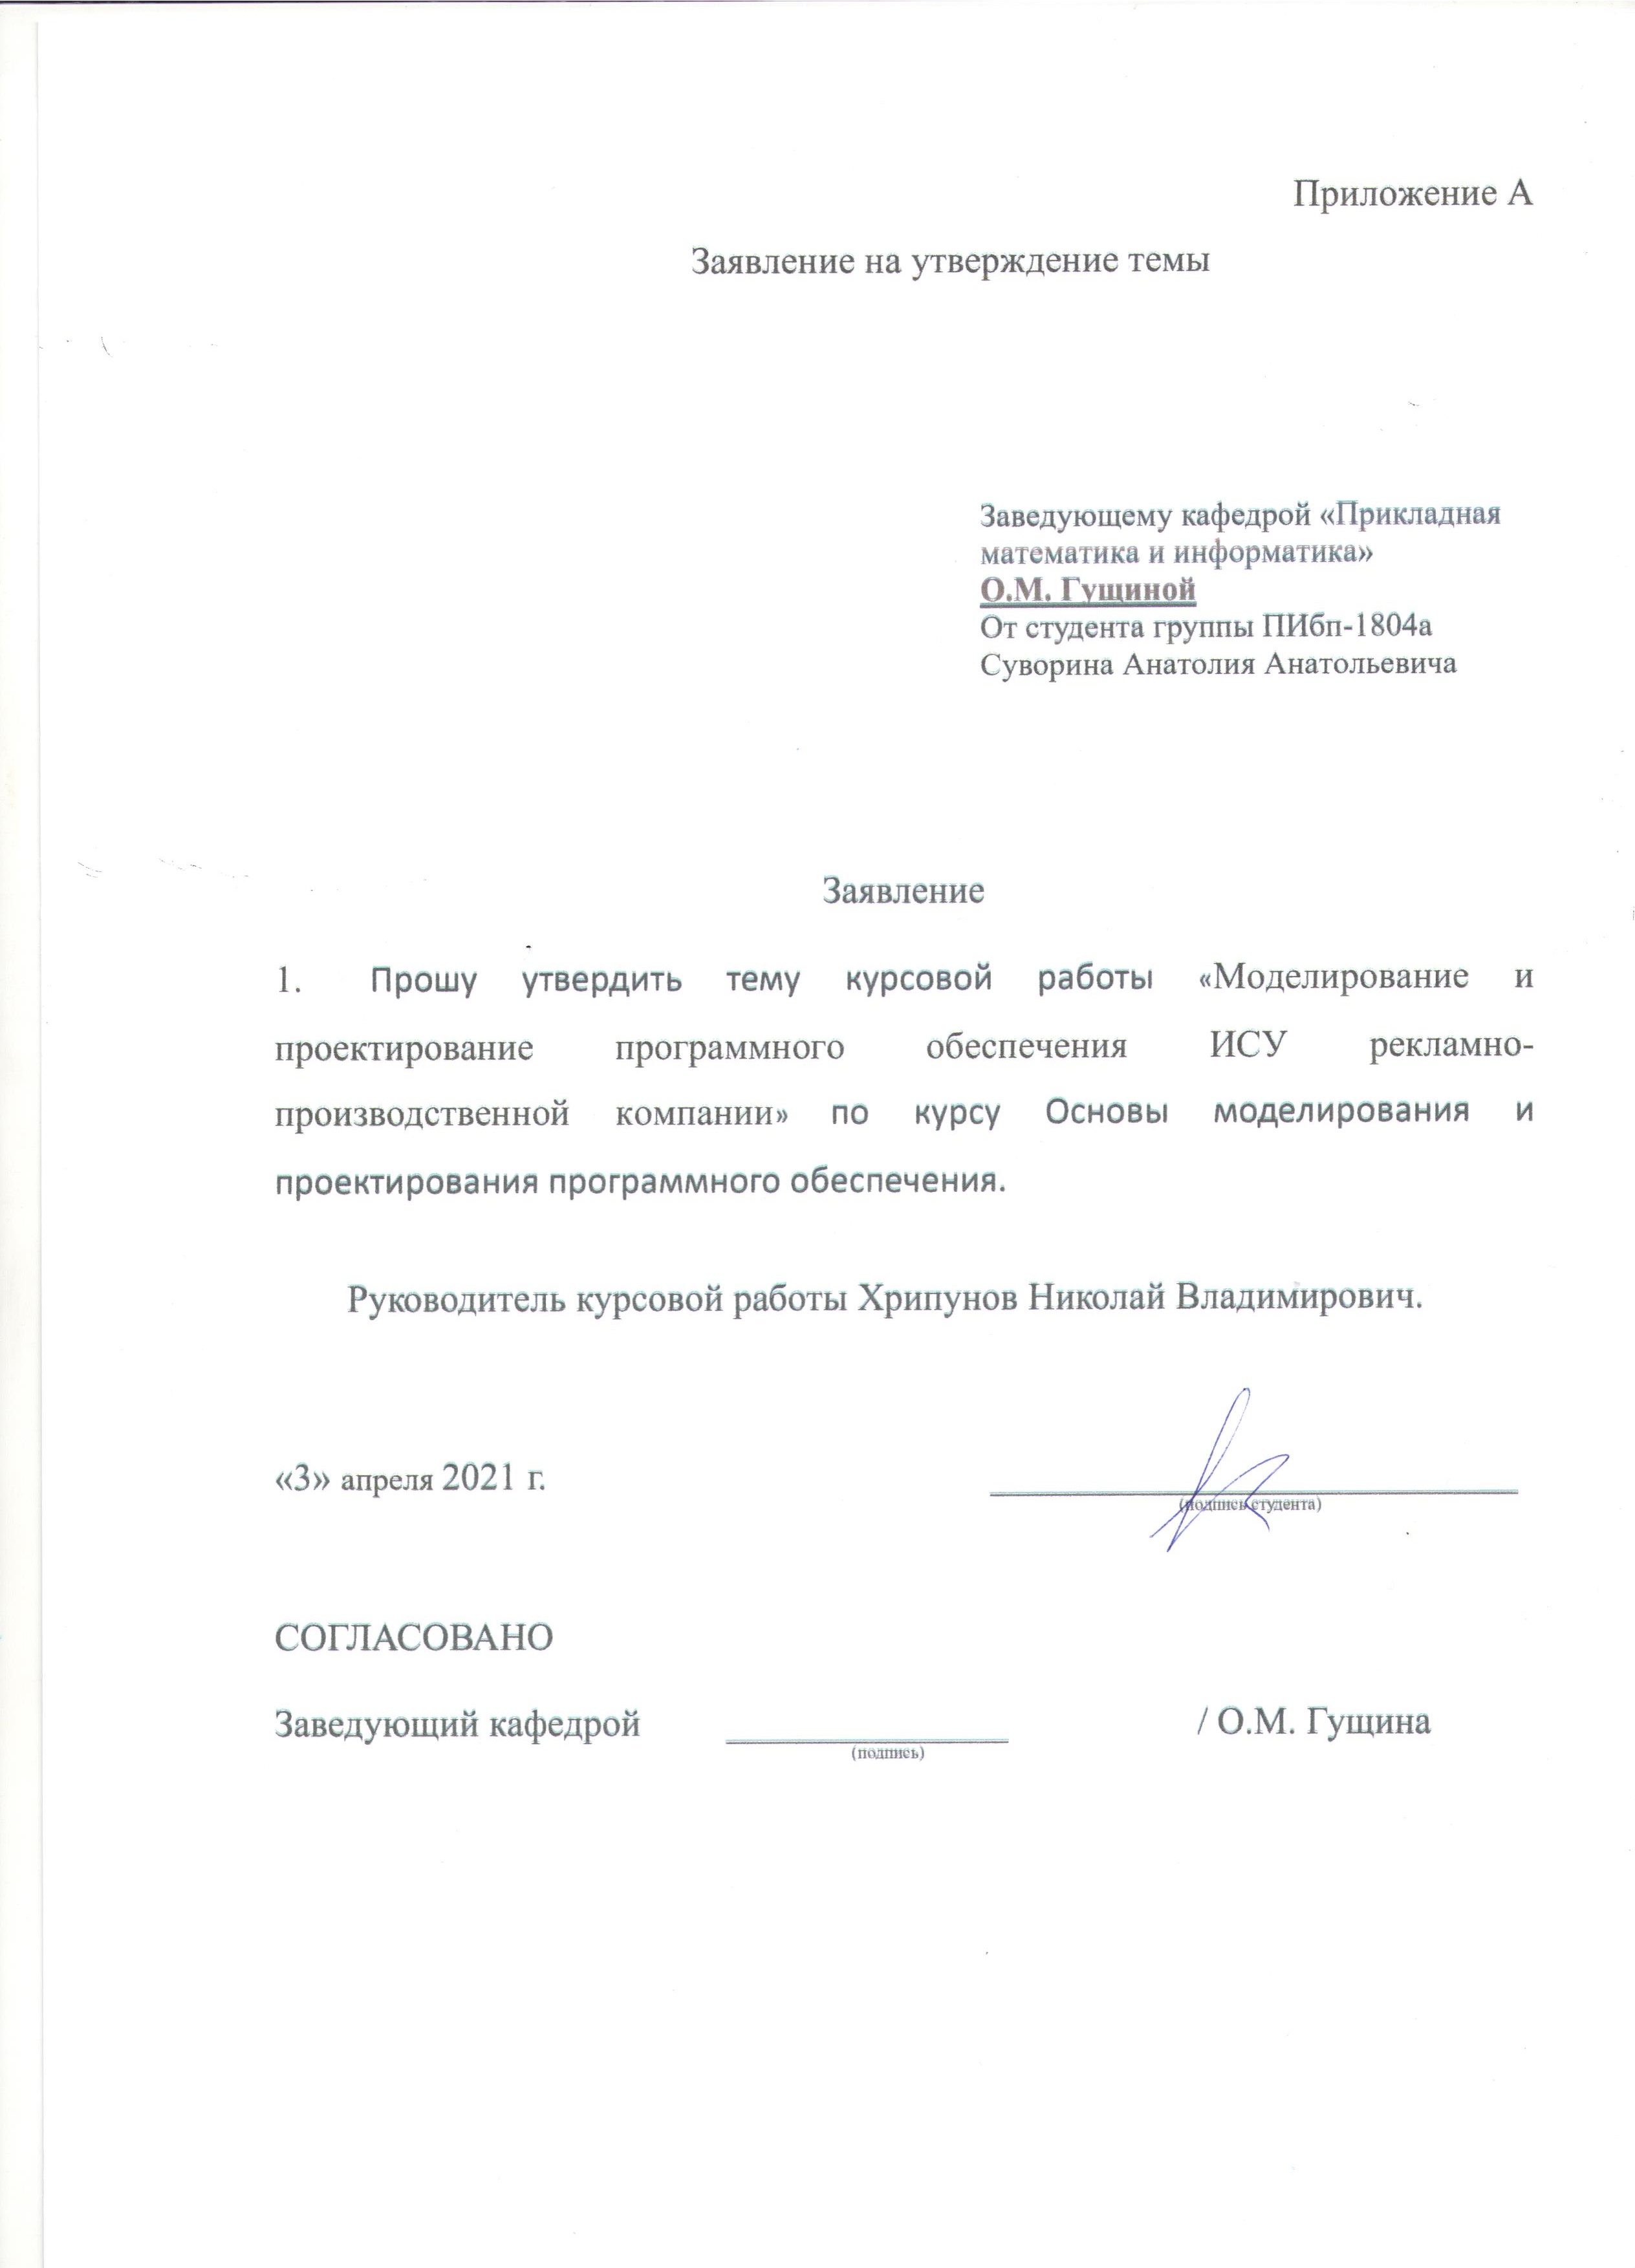 Приложение А
Заявление на утверждение темы
Заведующему кафедрой «Прикладная
математика и информатика»
О.М. Гущиной
От студента группы ПИбп-1804а
Суворина Анатолия Анатольевича
Заявление
1. Прошу утвердить тему курсовой работы «Моделирование и
проектирование программного обеспечения ИСУ рекламно-
производственной компании» по курсу Основы моделирования и
проектирования программного обеспечения.
Руководитель курсовой работы Хрипунов Николай Владимирович.
«3» апреля 2021 г.
(подпись студента)
СОГЛАСОВАНО
Заведующий кафедрой / О.М. Гущина
(подпись)